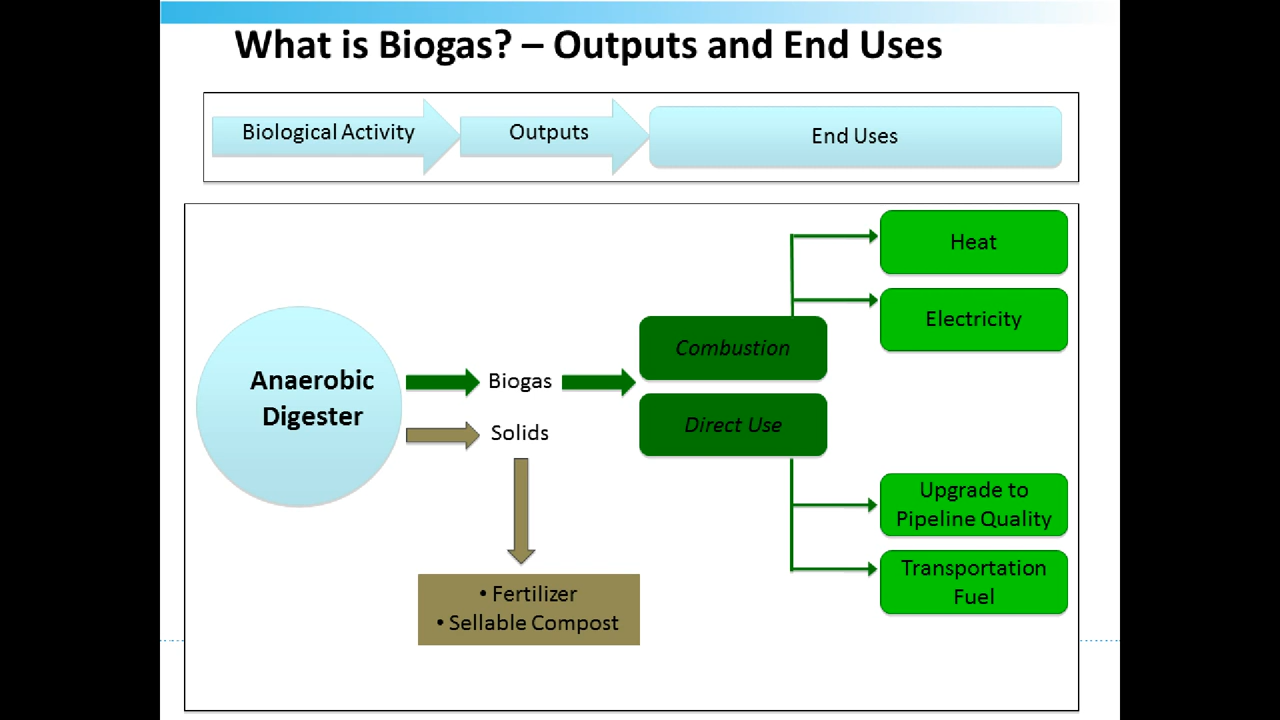 What is Biogas? – Outputs and End Uses
Biological Activity
Outputs
End Uses
Heat
Electricity
Combustion
Anaerobic
Digester
Biogas
Direct Use
Solids
Upgrade to
Pipeline Quality
Transportation
Fuel
• Fertilizer
• Sellable Compost